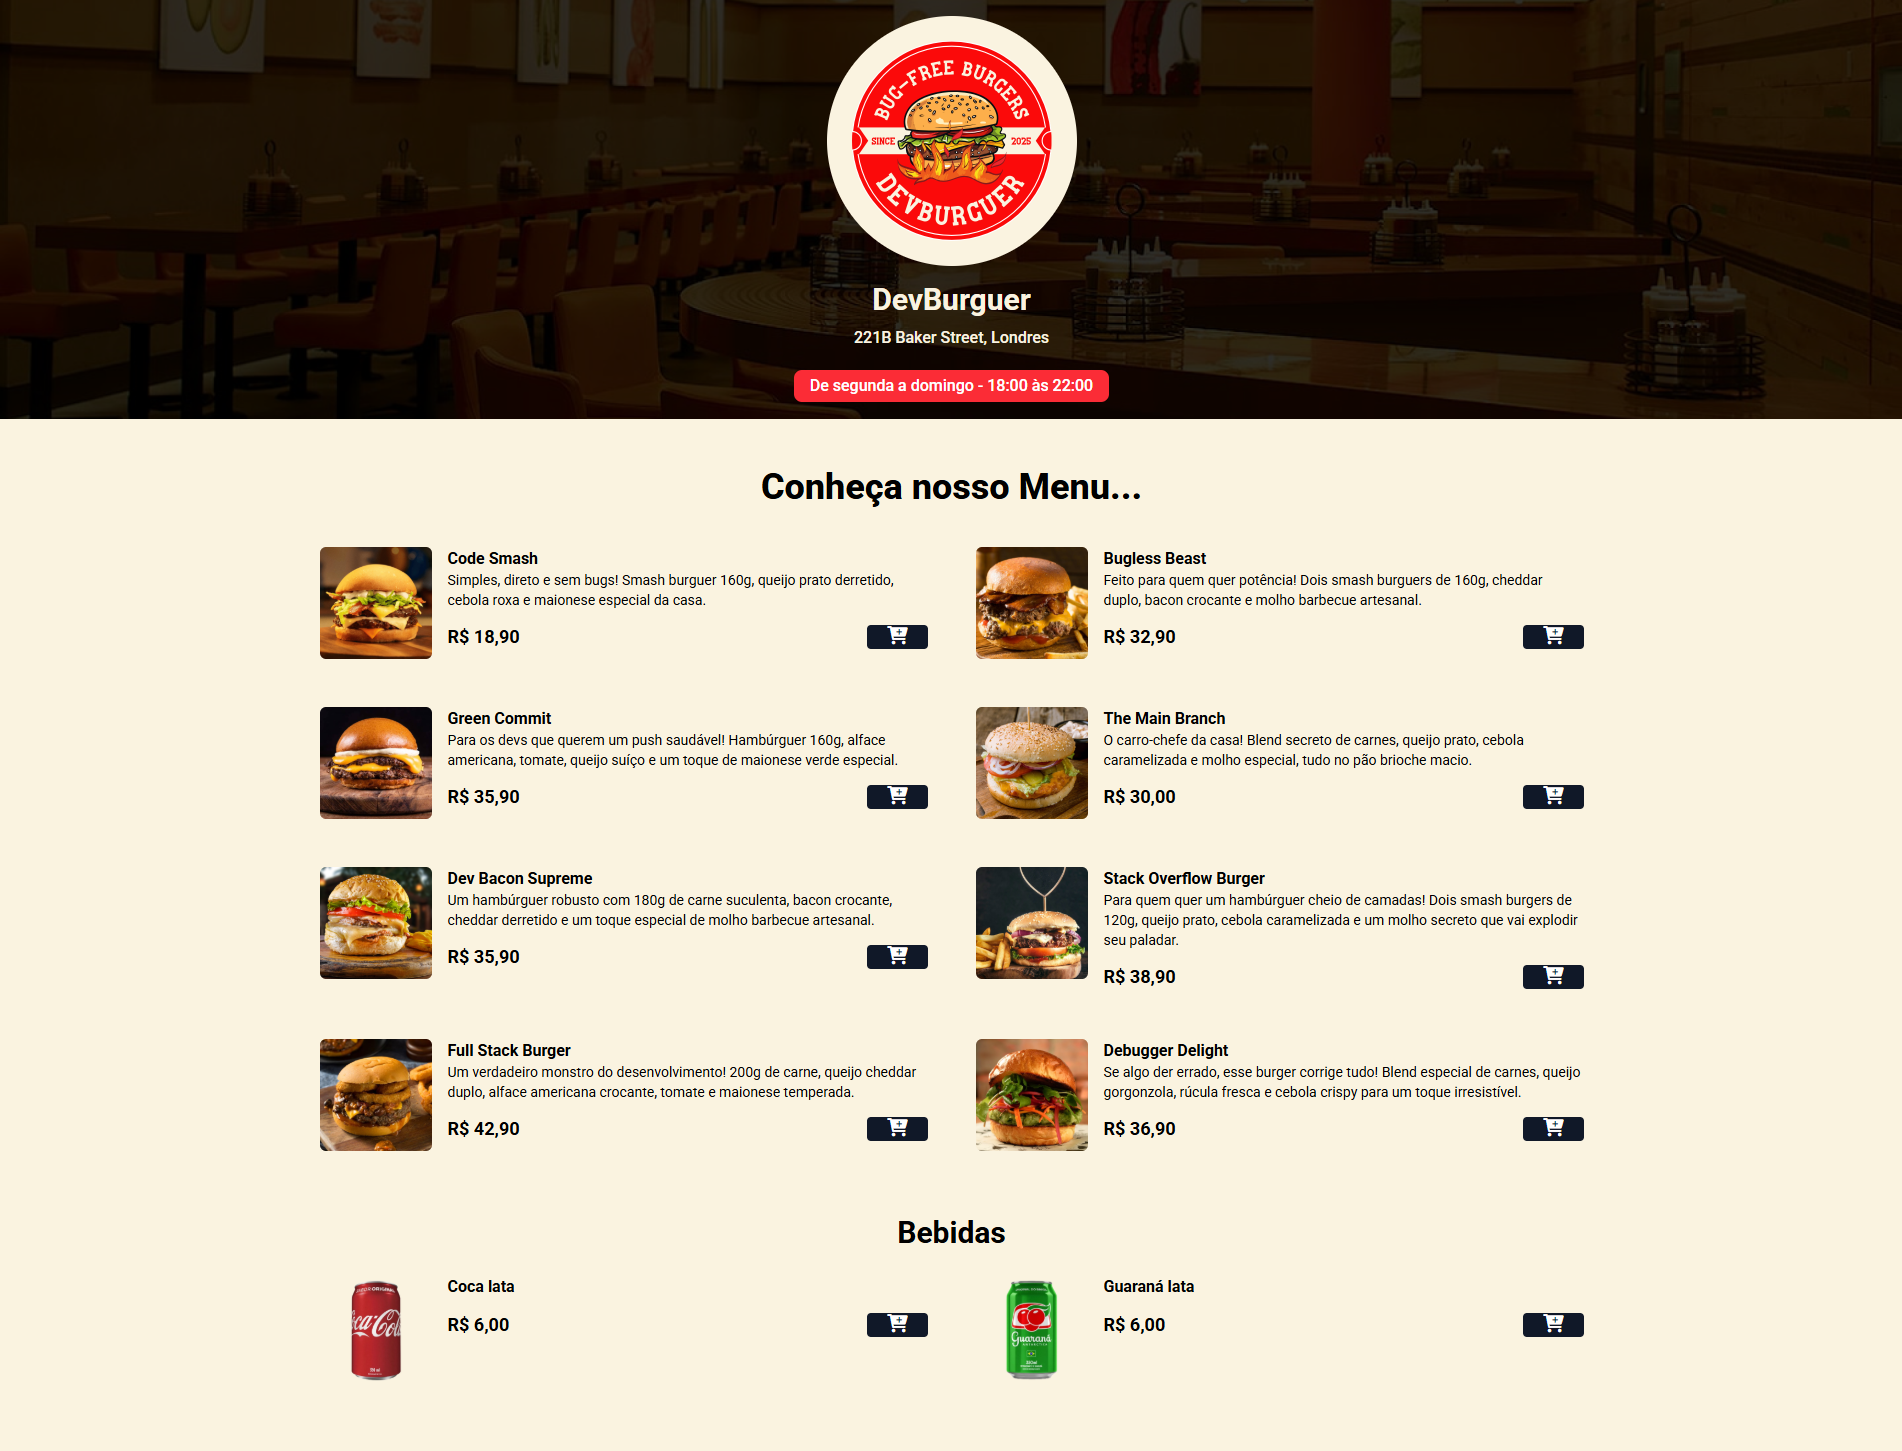 BUG-FREE BURGERS
SINCE 2025
DEVBURGUER
DevBurguer
221B Baker Street, Londres
De segunda a domingo - 18:00 às 22:00
Conheça nosso Menu...
Code Smash
Simples, direto e sem bugs! Smash burguer 160g, queijo prato derretido,
cebola roxa e maionese especial da casa.
R$ 18,90
Bugless Beast
Feito para quem quer potência! Dois smash burguers de 160g, cheddar
duplo, bacon crocante e molho barbecue artesanal.
R$ 32,90
Green Commit
Para os devs que querem um push saudável! Hambúrguer 160g, alface
americana, tomate, queijo suíço e um toque de maionese verde especial.
R$ 35,90
The Main Branch
O carro-chefe da casa! Blend secreto de carnes, queijo prato, cebola
caramelizada e molho especial, tudo no pão brioche macio.
R$ 30,00
Dev Bacon Supreme
Um hambúrguer robusto com 180g de carne suculenta, bacon crocante,
cheddar derretido e um toque especial de molho barbecue artesanal.
R$ 35,90
Stack Overflow Burger
Para quem quer um hambúrguer cheio de camadas! Dois smash burgers de
120g, queijo prato, cebola caramelizada e um molho secreto que vai explodir
seu paladar.
R$ 38,90
Full Stack Burger
Um verdadeiro monstro do desenvolvimento! 200g de carne, queijo cheddar
duplo, alface americana crocante, tomate e maionese temperada.
R$ 42,90
Debugger Delight
Se algo der errado, esse burger corrige tudo! Blend especial de carnes, queijo
gorgonzola, rúcula fresca e cebola crispy para um toque irresistível.
R$ 36,90
Bebidas
Coca lata
R$ 6,00
Guaraná lata
R$ 6,00
Guaraná